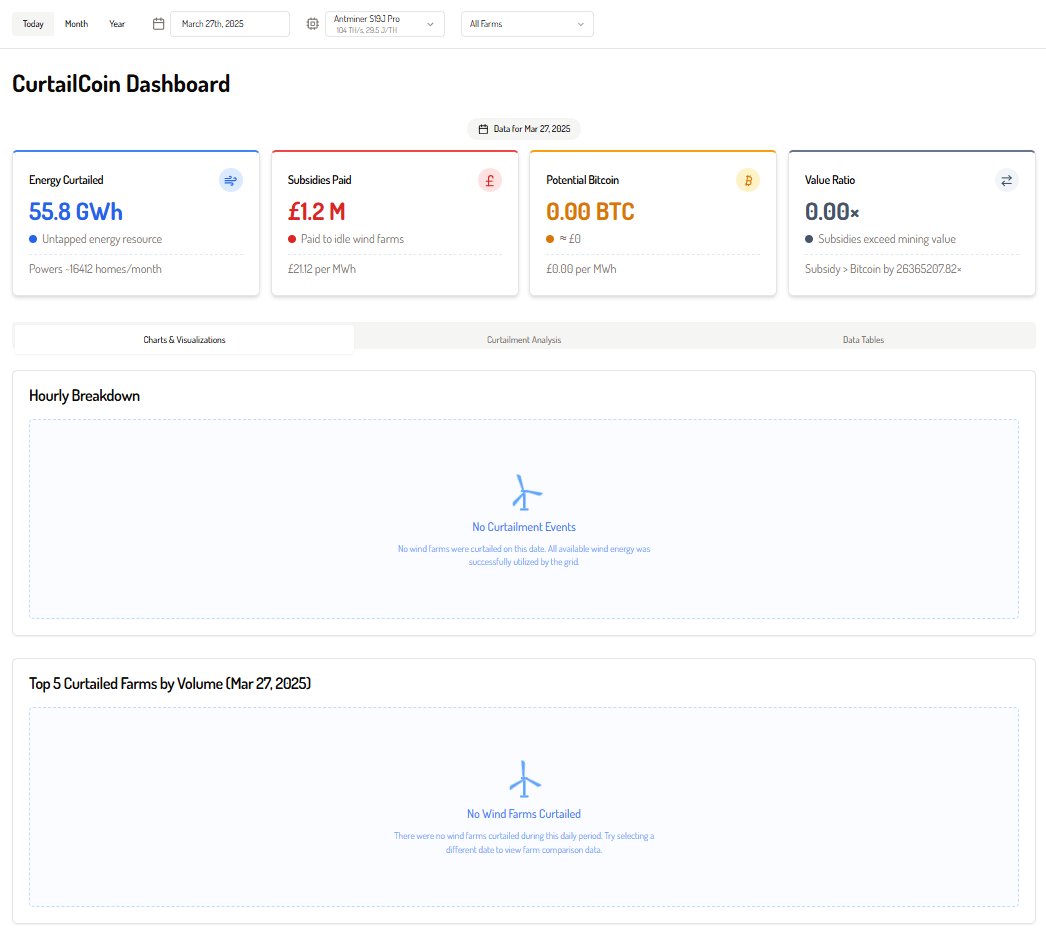 Today Month Year March 27th, 2025 Antminer S19J Pro All Farms
104 TH/s, 29.5 J/TH
CurtailCoin Dashboard
Data for Mar 27, 2025
Energy Curtailed
55.8 GWh
Untapped energy resource
Powers ~16412 homes/month
Subsidies Paid
£
£1.2 M
Paid to idle wind farms
£21.12 per MWh
Potential Bitcoin
₿
0.00 BTC
≈ £0
£0.00 per MWh
Value Ratio
0.00×
Subsidies exceed mining value
Subsidy > Bitcoin by 26365207.82×
Charts & Visualizations Curtailment Analysis Data Tables
Hourly Breakdown
No Curtailment Events
No wind farms were curtailed on this date. All available wind energy was
successfully utilized by the grid.
Top 5 Curtailed Farms by Volume (Mar 27, 2025)
No Wind Farms Curtailed
There were no wind farms curtailed during this daily period. Try selecting a
different date to view farm comparison data.